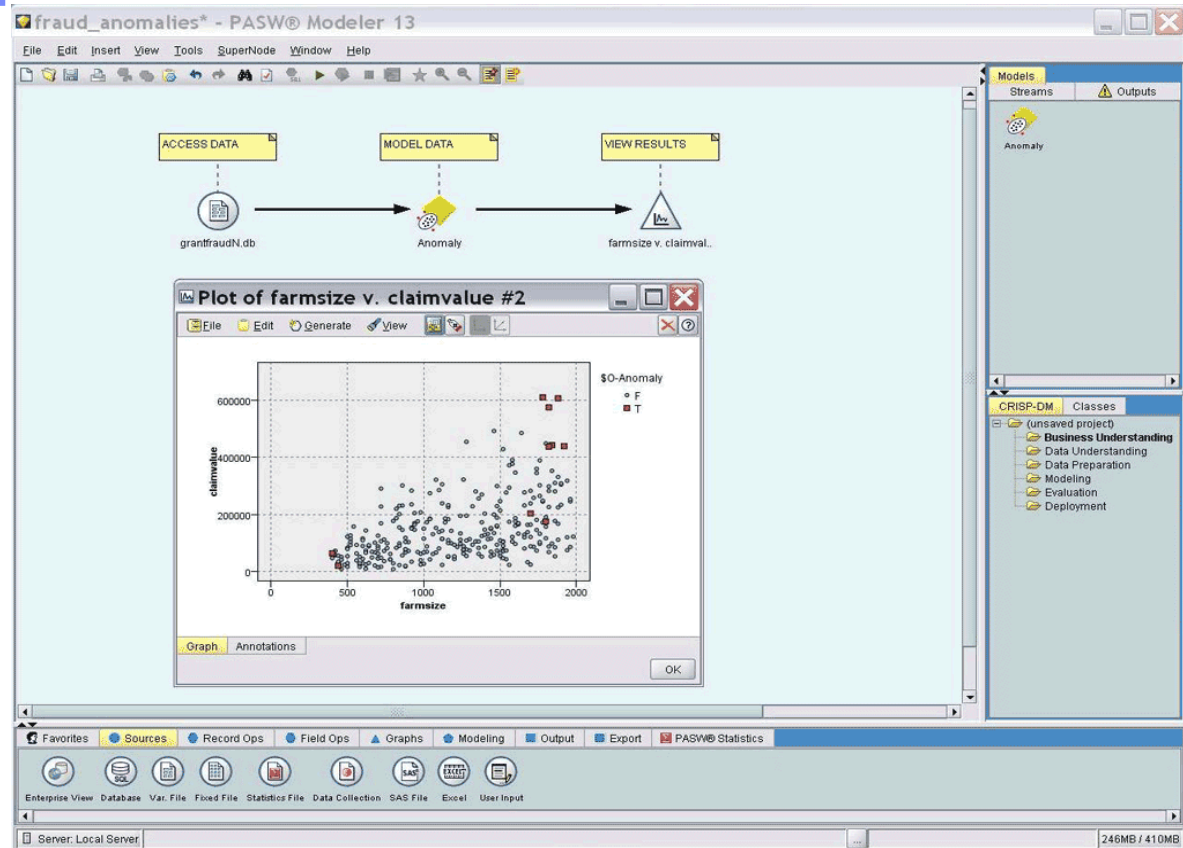 fraud_anomalies* - PASW® Modeler 13
File Edit Insert View Tools SuperNode Window Help
ACCESS DATA
MODEL DATA
VIEW RESULTS
grantfraudN.db
Anomaly
farmsize v. claimval..
Plot of farmsize v. claimvalue #2
File Edit Generate View
600000
400000
200000
0
claimvalue
0 500 1000 1500 2000
farmsize
$O-Anomaly
F
T
Graph Annotations
OK
Models
Streams Outputs
Anomaly
CRISP-DM Classes
(unsaved project)
Business Understanding
Data Understanding
Data Preparation
Modeling
Evaluation
Deployment
Favorites Sources Record Ops Field Ops Graphs Modeling Output Export PASW® Statistics
SQL
SAS
EXCEL
Enterprise View Database Var. File Fixed File Statistics File Data Collection SAS File Excel User Input
Server: Local Server
...
246MB / 410MB